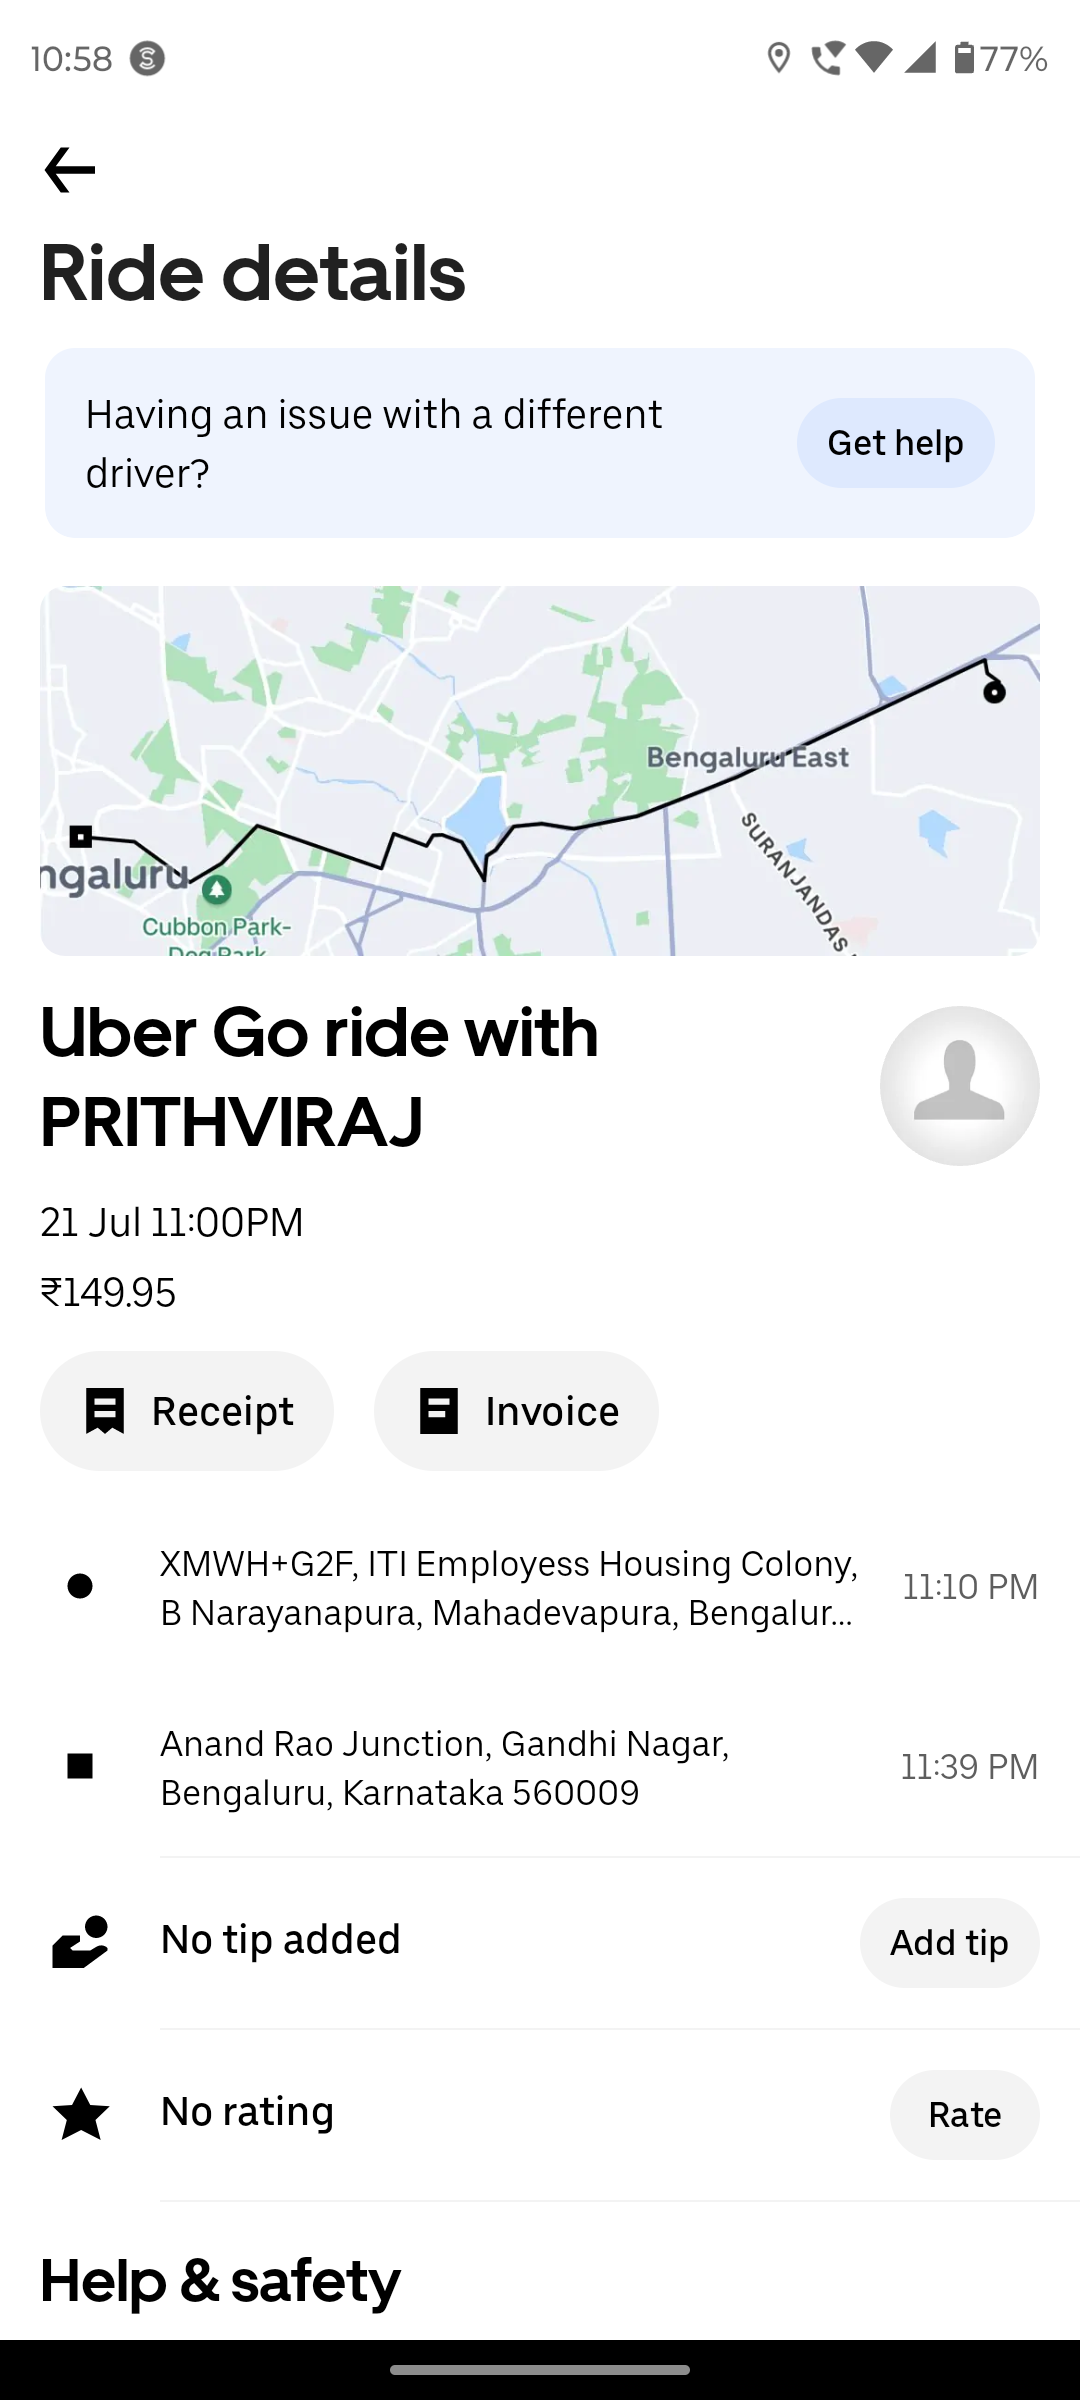 10:58
77%
Ride details
Having an issue with a different
driver?
Get help
Bengaluru East
SURANJANDAS
ngaluru
Cubbon Park-
Dog Park
Uber Go ride with
PRITHVIRAJ
21 Jul 11:00PM
₹149.95
Receipt
Invoice
XMWH+G2F, ITI Employess Housing Colony,
B Narayanapura, Mahadevapura, Bengalur...
11:10 PM
Anand Rao Junction, Gandhi Nagar,
Bengaluru, Karnataka 560009
11:39 PM
No tip added
Add tip
No rating
Rate
Help & safety